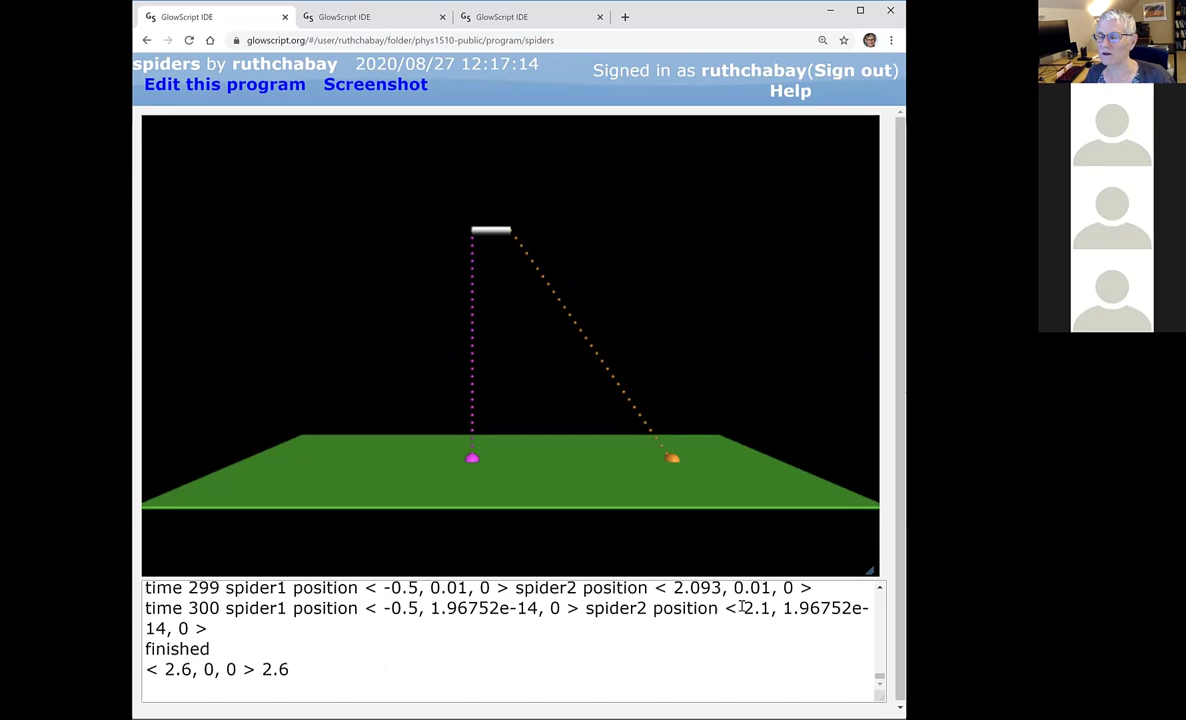 GlowScript IDE
GlowScript IDE
GlowScript IDE
glowscript.org/#/user/ruthchabay/folder/phys1510-public/program/spiders
spiders by ruthchabay 2020/08/27 12:17:14
Signed in as ruthchabay(Sign out)
Edit this program Screenshot
Help
time 299 spider1 position < -0.5, 0.01, 0 > spider2 position < 2.093, 0.01, 0 >
time 300 spider1 position < -0.5, 1.96752e-14, 0 > spider2 position < 2.1, 1.96752e-
14, 0 >
finished
< 2.6, 0, 0 > 2.6